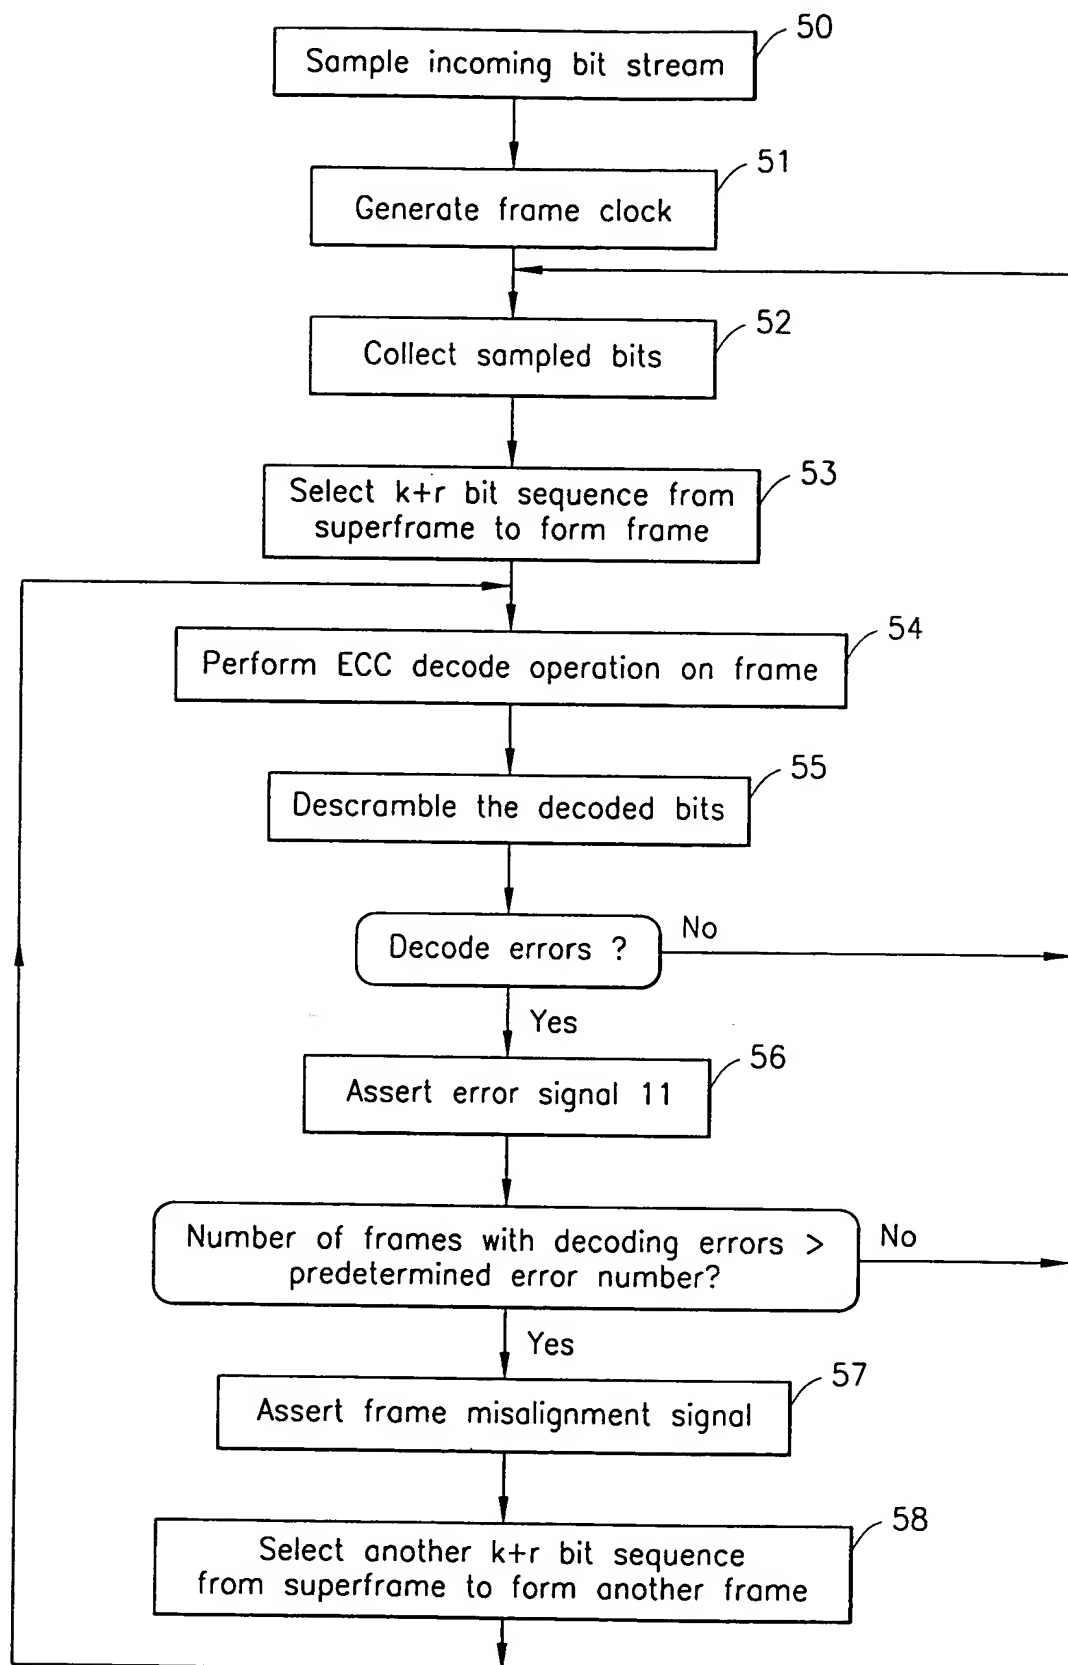 50
Sample incoming bit stream
51
Generate frame clock
52
Collect sampled bits
53
Select k+r bit sequence from
superframe to form frame
54
Perform ECC decode operation on frame
55
Descramble the decoded bits
Decode errors ?
No
Yes
56
Assert error signal 11
Number of frames with decoding errors >
predetermined error number?
No
Yes
57
Assert frame misalignment signal
58
Select another k+r bit sequence
from superframe to form another frame